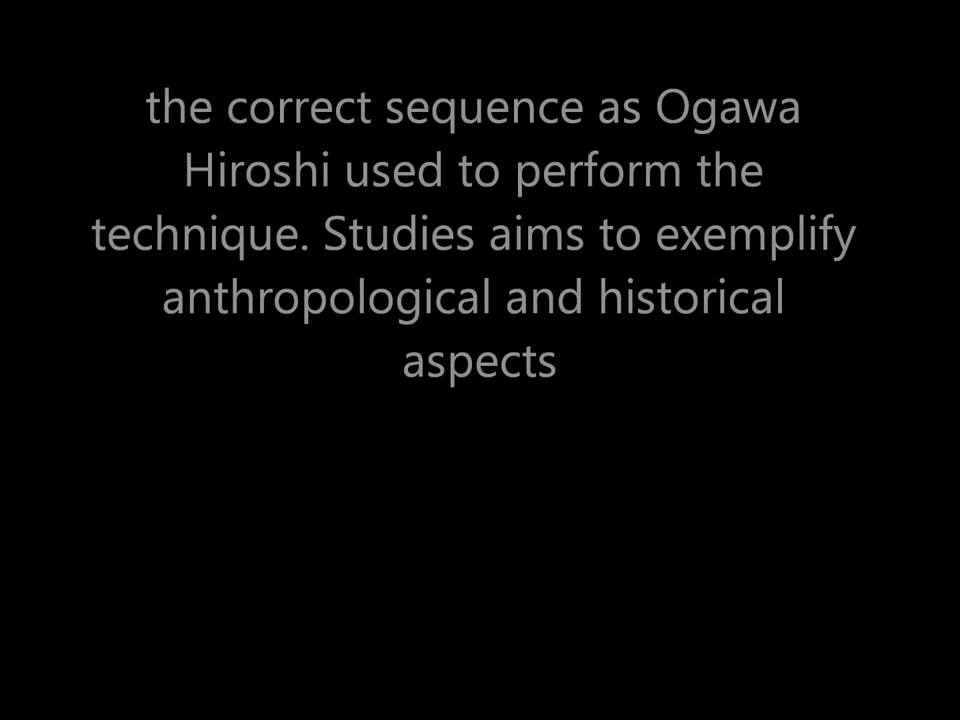 the correct sequence as Ogawa
Hiroshi used to perform the
technique. Studies aims to exemplify
anthropological and historical
aspects